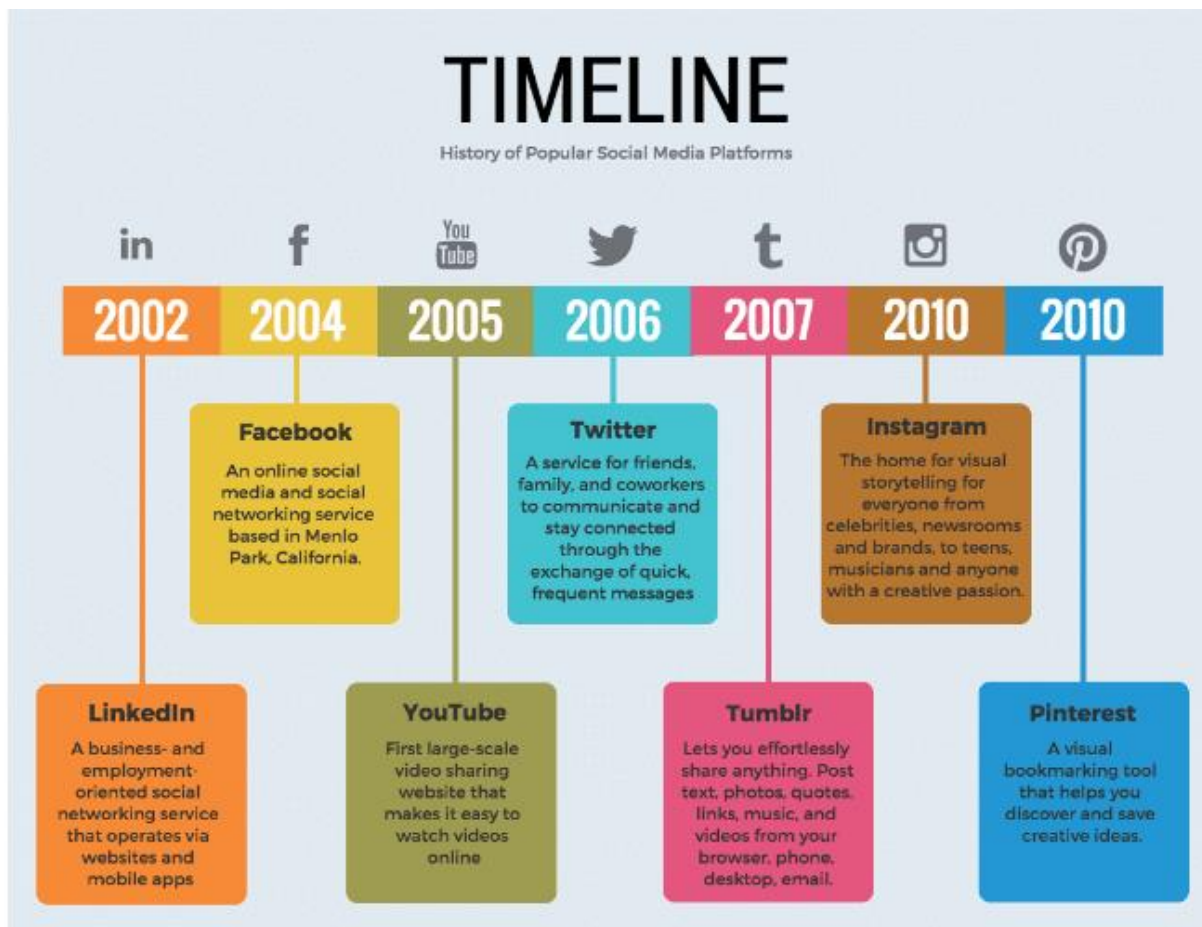 TIMELINE
History of Popular Social Media Platforms
in
f
You
Tube
t
2002
2004
2005
2006
2007
2010
2010
Facebook
An online social
media and social
networking service
based in Menlo
Park, California.
Twitter
A service for friends,
family, and coworkers
to communicate and
stay connected
through the
exchange of quick,
frequent messages
Instagram
The home for visual
storytelling for
everyone from
celebrities, newsrooms
and brands, to teens,
musicians and anyone
with a creative passion.
LinkedIn
A business- and
employment-
oriented social
networking service
that operates via
websites and
mobile apps
YouTube
First large-scale
video sharing
website that
makes it easy to
watch videos
online
Tumblr
Lets you effortlessly
share anything. Post
text, photos, quotes,
links, music, and
videos from your
browser, phone,
desktop, email.
Pinterest
A visual
bookmarking tool
that helps you
discover and save
creative ideas.